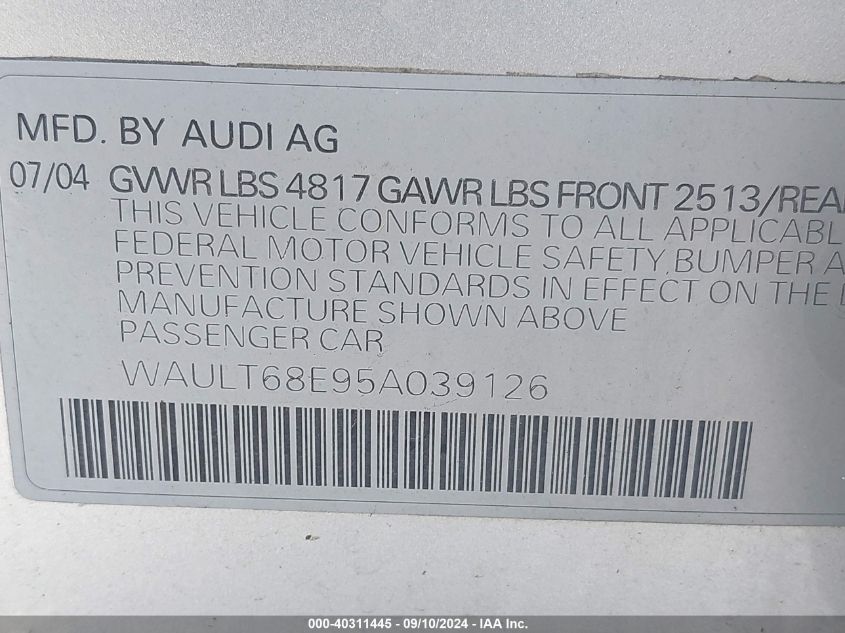 MFD. BY AUDI AG
07/04 GVWR LBS 4817 GAWR LBS FRONT 2513/REA
THIS VEHICLE CONFORMS TO ALL APPLICABL
FEDERAL MOTOR VEHICLE SAFETY, BUMPER A
PREVENTION STANDARDS IN EFFECT ON THE
MANUFACTURE SHOWN ABOVE
PASSENGER CAR
WAULT68E95A039126
000-40311445 - 09/10/2024 - IAA Inc.